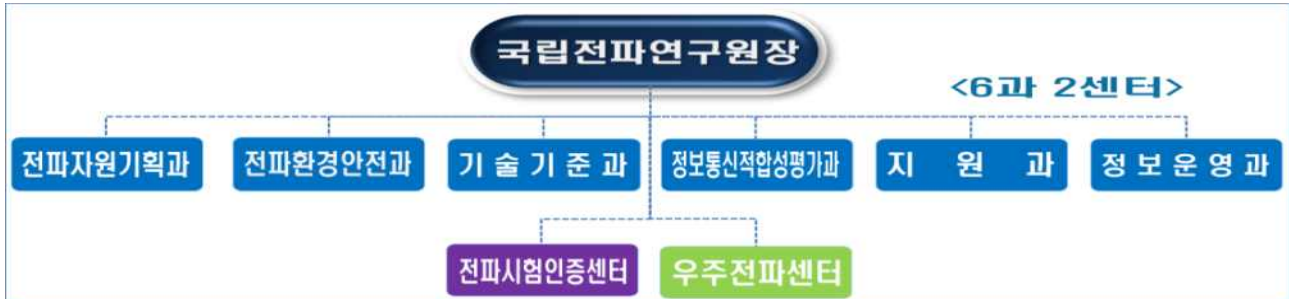 국립전파연구원장
<6과 2센터>
전파자원기획과 전파환경안전과 기 술 기 준 과 정보통신적합성평가과 지 원 과 정 보 운 영 과
전파시험인증센터 우주전파센터